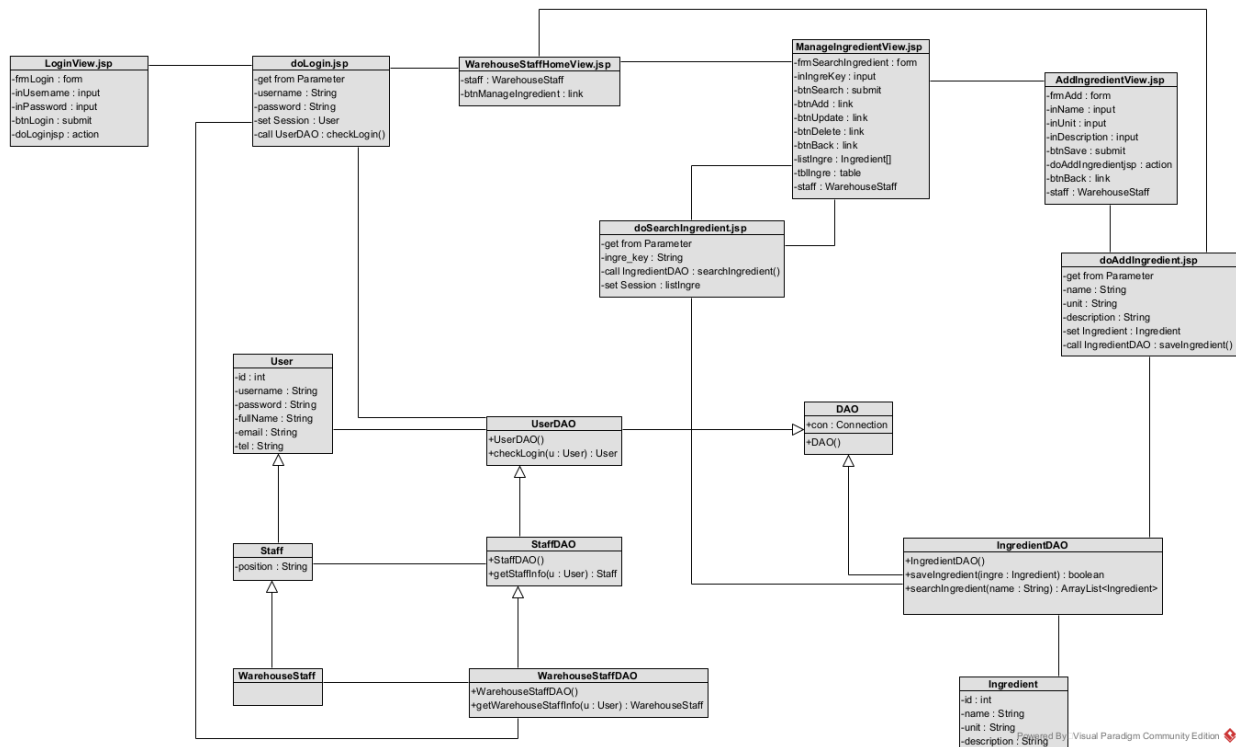 LoginView.jsp
-frmLogin : form
-inUsername : input
-inPassword : input
-btnLogin : submit
-doLoginjsp : action
doLogin.jsp
-get from Parameter
-username : String
-password : String
-set Session : User
-call UserDAO : checkLogin()
WarehouseStaffHomeView.jsp
-staff : WarehouseStaff
-btnManageIngredient : link
ManageIngredientView.jsp
-frmSearchIngredient : form
-inIngreKey : input
-btnSearch : submit
-btnAdd : link
-btnUpdate : link
-btnDelete : link
-btnBack : link
-listIngre : Ingredient[]
-tblIngre : table
-staff : WarehouseStaff
AddIngredientView.jsp
-frmAdd : form
-inName : input
-inUnit : input
-inDescription : input
-btnSave : submit
-doAddIngredientjsp : action
-btnBack : link
-staff : WarehouseStaff
doSearchIngredient.jsp
-get from Parameter
-ingre_key : String
-call IngredientDAO : searchIngredient()
-set Session : listIngre
doAddIngredient.jsp
-get from Parameter
-name : String
-unit : String
-description : String
-set Ingredient : Ingredient
-call IngredientDAO : saveIngredient()
User
-id : int
-username : String
-password : String
-fullName : String
-email : String
-tel : String
UserDAO
+UserDAO()
+checkLogin(u : User) : User
DAO
+con : Connection
+DAO()
Staff
-position : String
StaffDAO
+StaffDAO()
+getStaffInfo(u : User) : Staff
IngredientDAO
+IngredientDAO()
+saveIngredient(ingre : Ingredient) : boolean
+searchIngredient(name : String) : ArrayList<Ingredient>
WarehouseStaff
WarehouseStaffDAO
+WarehouseStaffDAO()
+getWarehouseStaffInfo(u : User) : WarehouseStaff
Ingredient
-id : int
-name : String
-unit : String
-description : String
Powered By Visual Paradigm Community Edition